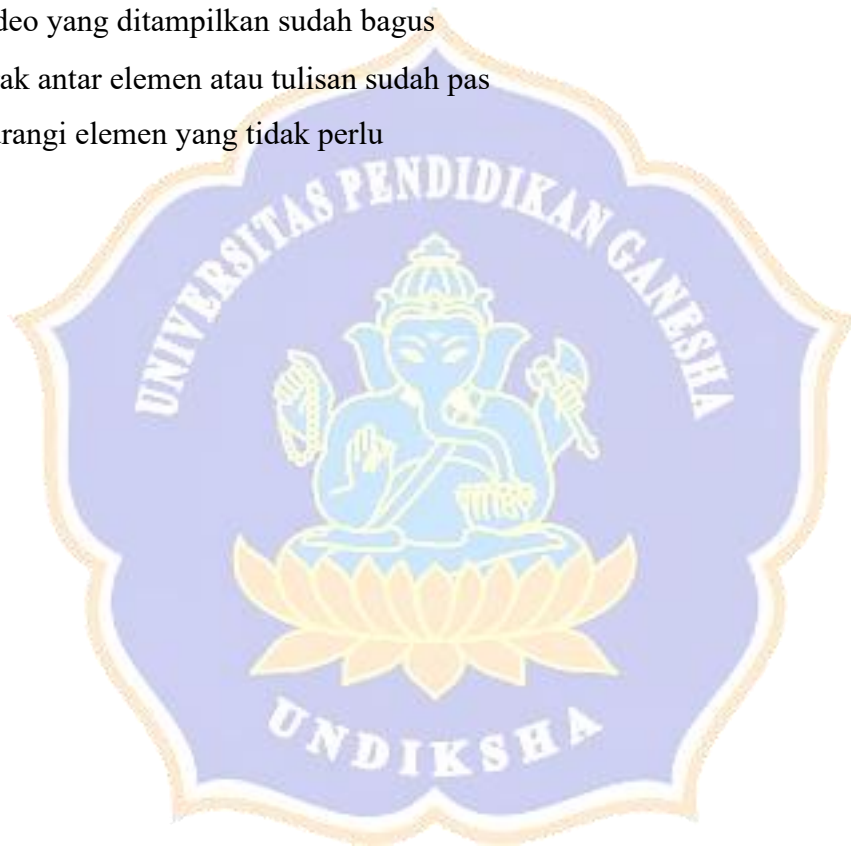 deo yang ditampilkan sudah bagus
ak antar elemen atau tulisan sudah pas
rangi elemen yang tidak perlu
UNIVERSITAS PENDIDIKAN GANESHA
UNDIKSHA